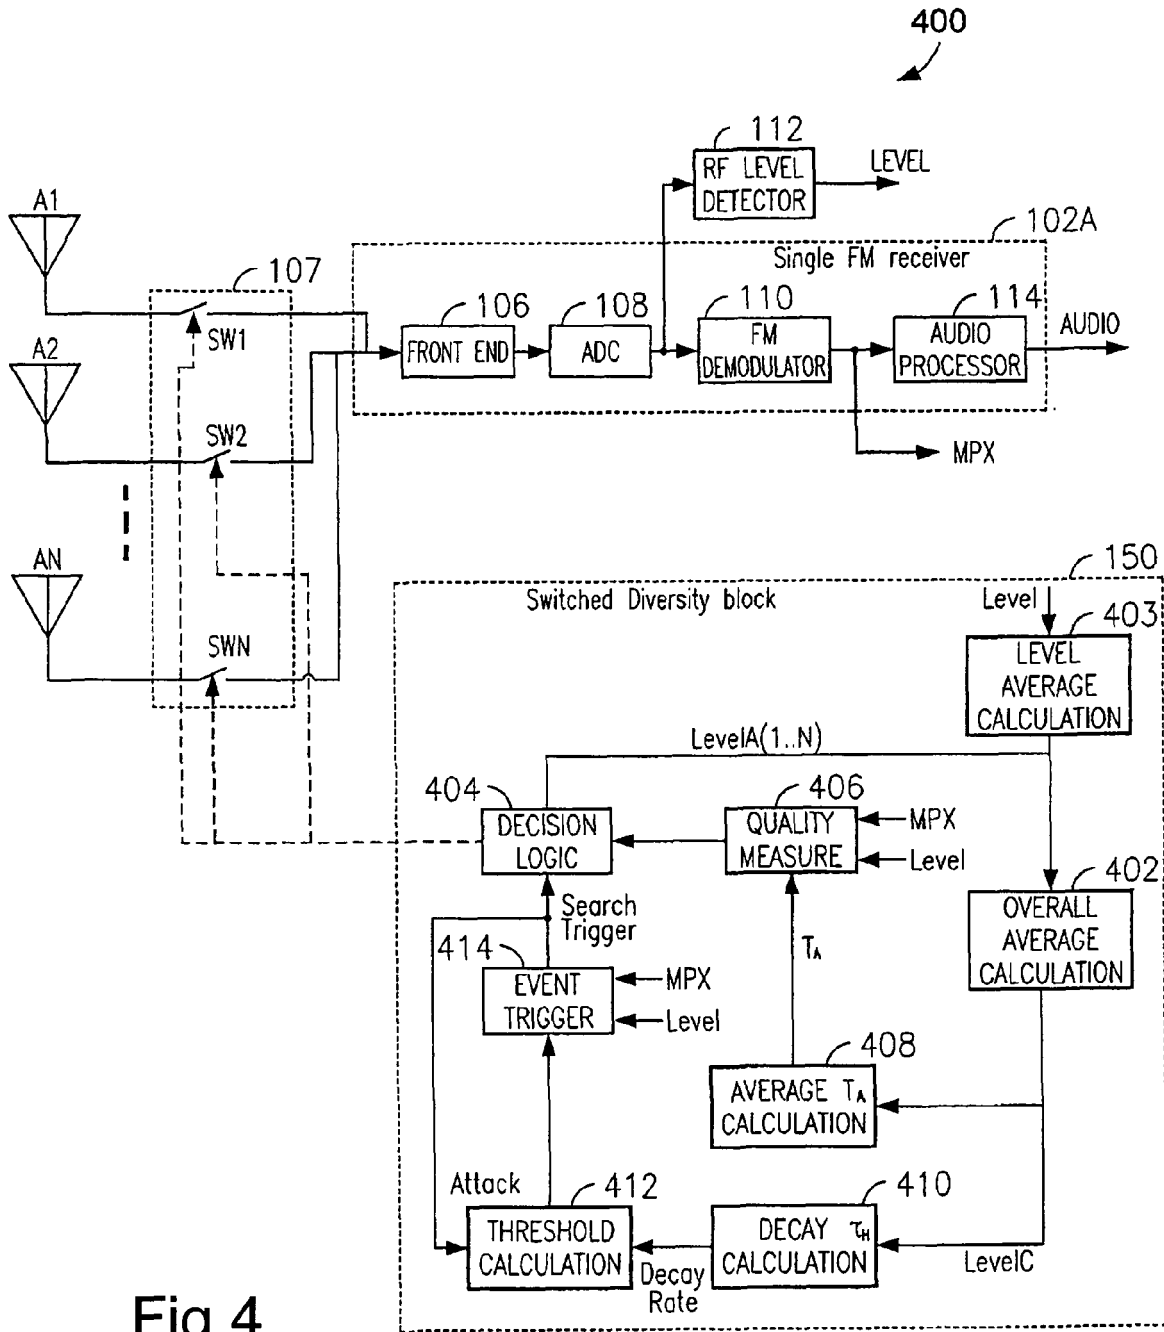 400
112
RF LEVEL
DETECTOR
LEVEL
A1
107
102A
Single FM receiver
SW1
106
FRONT END
108
ADC
110
FM
DEMODULATOR
114
AUDIO
PROCESSOR
AUDIO
A2
SW2
MPX
AN
SWN
150
Switched Diversity block
Level
403
LEVEL
AVERAGE
CALCULATION
LevelA(1..N)
404
DECISION
LOGIC
406
QUALITY
MEASURE
MPX
Level
402
OVERALL
AVERAGE
CALCULATION
Search
Trigger
TA
414
EVENT
TRIGGER
MPX
Level
408
AVERAGE TA
CALCULATION
Attack
412
THRESHOLD
CALCULATION
410
DECAY τH
CALCULATION
Decay
Rate
LevelC
Fig 4